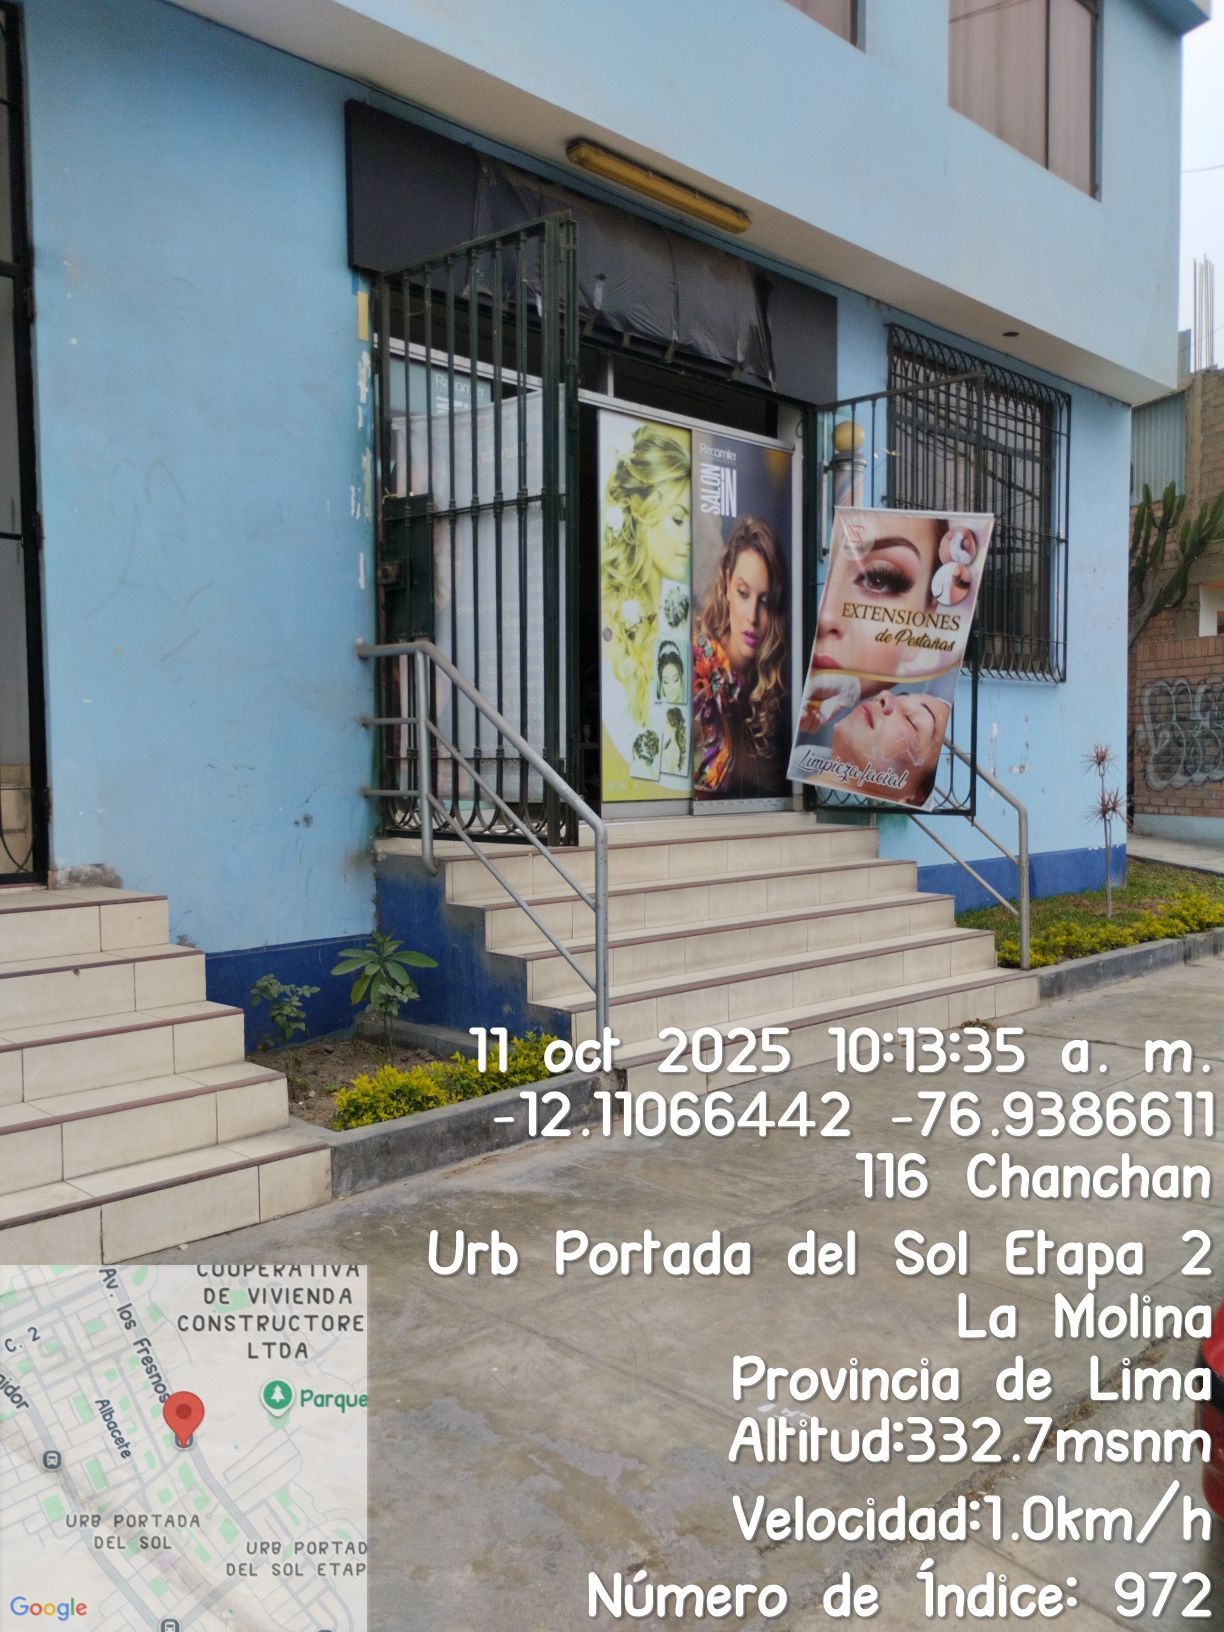 Recamier
SALON
IN
EXTENSIONES
de Pestañas
Limpieza facial
11 oct 2025 10:13:35 a. m.
-12.11066442 -76.9386611
116 Chanchan
Urb Portada del Sol Etapa 2
La Molina
Provincia de Lima
Altitud:332.7msnm
Velocidad:1.0km/h
Número de Índice: 972
COOPERATIVA
DE VIVIENDA
CONSTRUCTORE
LTDA
Av. los Fresnos
C. 2
Albacete
Parque
URB PORTADA
DEL SOL
URB PORTAD
DEL SOL ETAP
Google